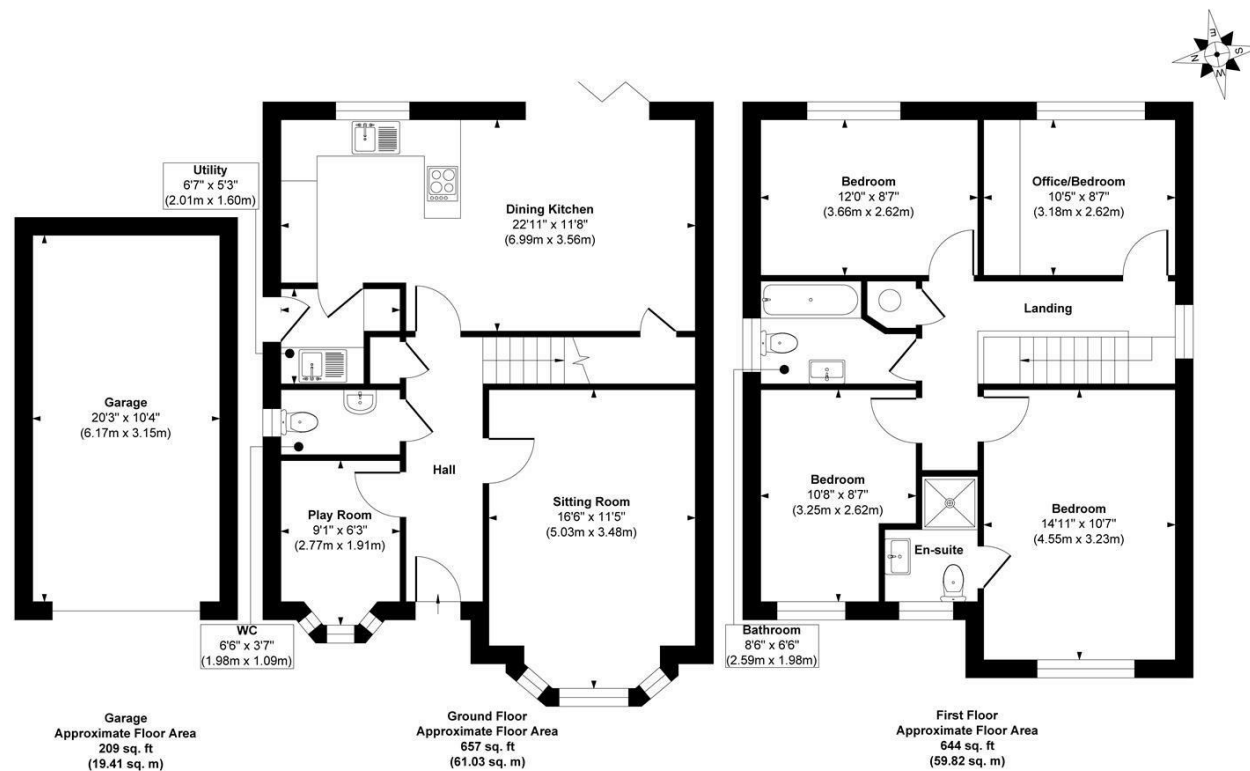 N
E
S
W
Utility
6'7" x 5'3"
(2.01m x 1.60m)
Dining Kitchen
22'11" x 11'8"
(6.99m x 3.56m)
Bedroom
12'0" x 8'7"
(3.66m x 2.62m)
Office/Bedroom
10'5" x 8'7"
(3.18m x 2.62m)
Landing
Garage
20'3" x 10'4"
(6.17m x 3.15m)
Hall
Play Room
9'1" x 6'3"
(2.77m x 1.91m)
Sitting Room
16'6" x 11'5"
(5.03m x 3.48m)
Bedroom
10'8" x 8'7"
(3.25m x 2.62m)
En-suite
Bedroom
14'11" x 10'7"
(4.55m x 3.23m)
WC
6'6" x 3'7"
(1.98m x 1.09m)
Bathroom
8'6" x 6'6"
(2.59m x 1.98m)
Garage
Approximate Floor Area
209 sq. ft
(19.41 sq. m)
Ground Floor
Approximate Floor Area
657 sq. ft
(61.03 sq. m)
First Floor
Approximate Floor Area
644 sq. ft
(59.82 sq. m)